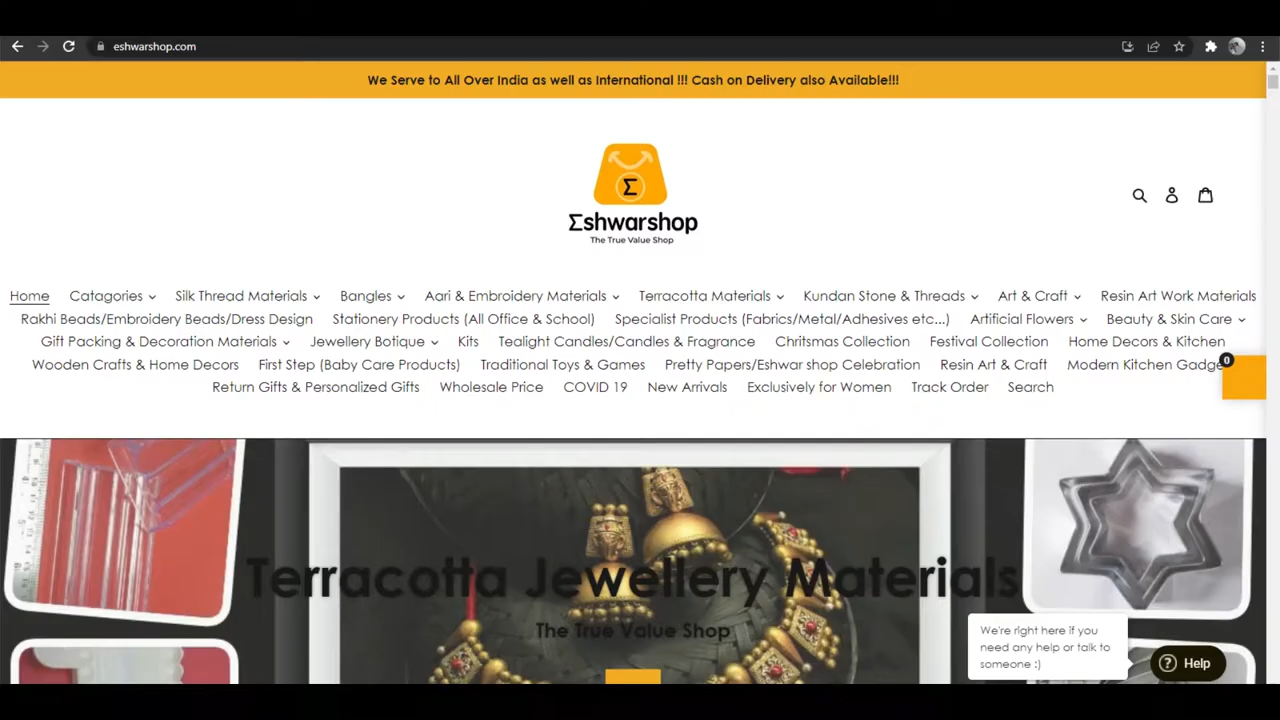 eshwarshop.com
We Serve to All Over India as well as International !!! Cash on Delivery also Available!!!
Σ
Σshwarshop
The True Value Shop
Home Catagories Silk Thread Materials Bangles Aari & Embroidery Materials Terracotta Materials Kundan Stone & Threads Art & Craft Resin Art Work Materials
Rakhi Beads/Embroidery Beads/Dress Design Stationery Products (All Office & School) Specialist Products (Fabrics/Metal/Adhesives etc...) Artificial Flowers Beauty & Skin Care
Gift Packing & Decoration Materials Jewellery Botique Kits Tealight Candles/Candles & Fragrance Chritsmas Collection Festival Collection Home Decors & Kitchen
Wooden Crafts & Home Decors First Step (Baby Care Products) Traditional Toys & Games Pretty Papers/Eshwar shop Celebration Resin Art & Craft Modern Kitchen Gadge
0
Return Gifts & Personalized Gifts Wholesale Price COVID 19 New Arrivals Exclusively for Women Track Order Search
Terracotta Jewellery Materials
The True Value Shop
We're right here if you
need any help or talk to
someone :)
Help